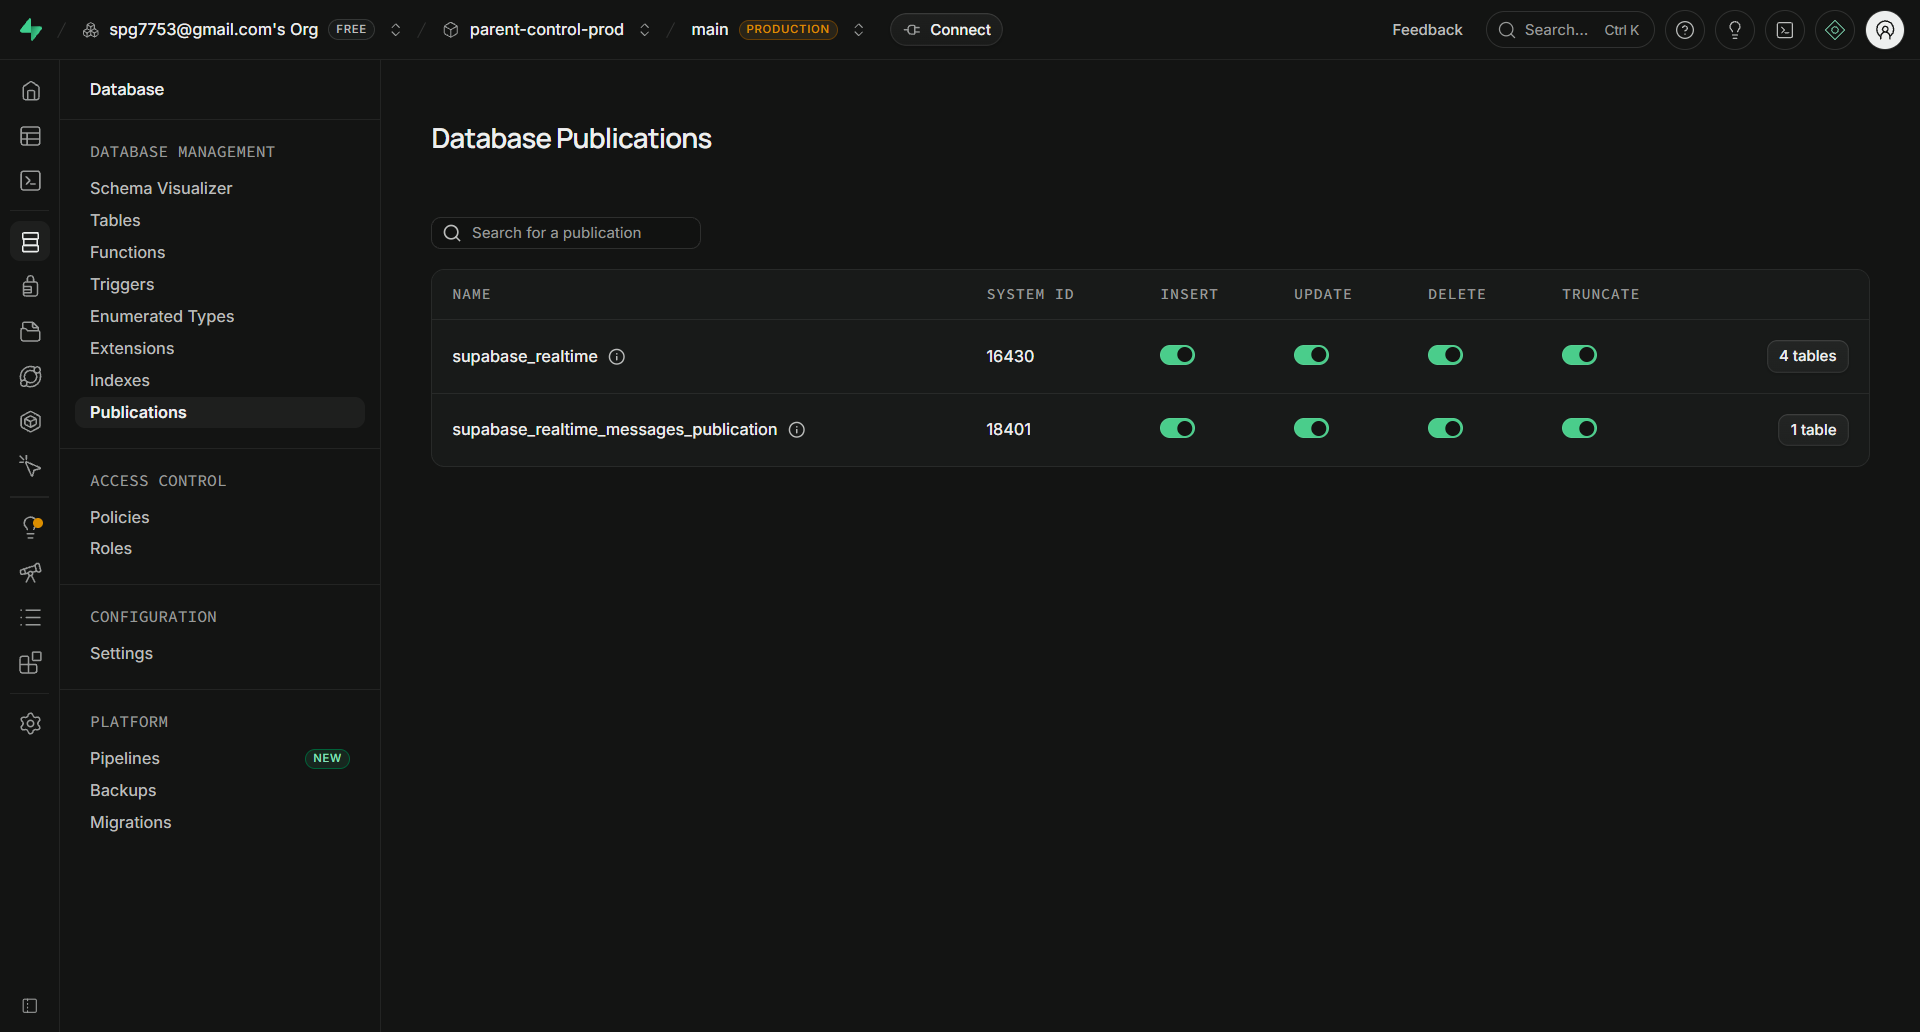 spg7753@gmail.com's Org FREE parent-control-prod main PRODUCTION Connect Feedback Search... Ctrl K
Database
DATABASE MANAGEMENT
Schema Visualizer
Tables
Functions
Triggers
Enumerated Types
Extensions
Indexes
Publications
ACCESS CONTROL
Policies
Roles
CONFIGURATION
Settings
PLATFORM
Pipelines NEW
Backups
Migrations
Database Publications
Search for a publication
NAME SYSTEM ID INSERT UPDATE DELETE TRUNCATE
supabase_realtime 16430 4 tables
supabase_realtime_messages_publication 18401 1 table